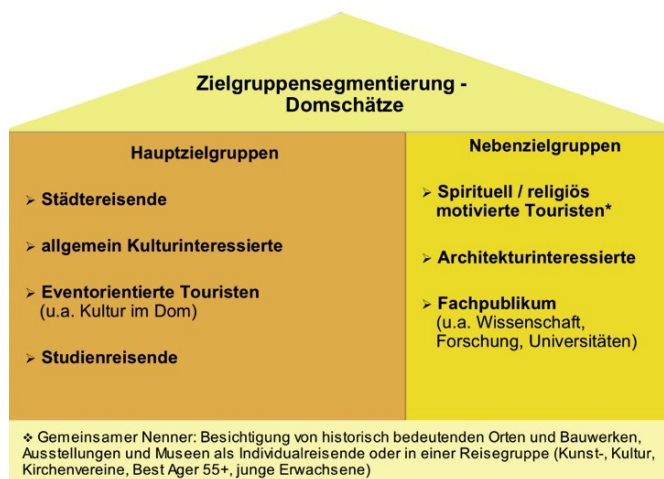 Zielgruppensegmentierung -
Domschätze
Hauptzielgruppen
➢ Städtereisende
➢ allgemein Kulturinteressierte
➢ Eventorientierte Touristen
(u.a. Kultur im Dom)
➢ Studienreisende
Nebenzielgruppen
➢ Spirituell / religiös
motivierte Touristen*
➢ Architekturinteressierte
➢ Fachpublikum
(u.a. Wissenschaft,
Forschung, Universitäten)
❖ Gemeinsamer Nenner: Besichtigung von historisch bedeutenden Orten und Bauwerken,
Ausstellungen und Museen als Individualreisende oder in einer Reisegruppe (Kunst-, Kultur,
Kirchenvereine, Best Ager 55+, junge Erwachsene)